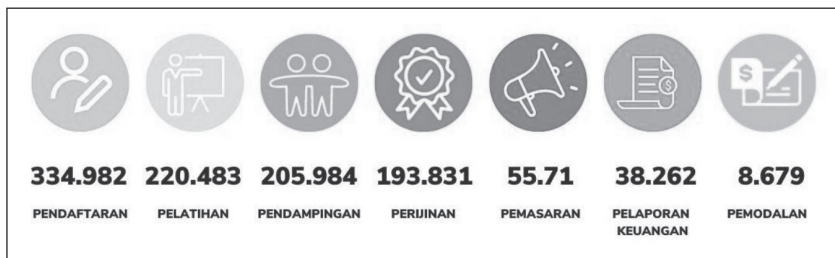 334.982 220.483 205.984 193.831 55.71 38.262 8.679
PENDAFTARAN PELATIHAN PENDAMPINGAN PERIJINAN PEMASARAN PELAPORAN KEUANGAN PEMODALAN